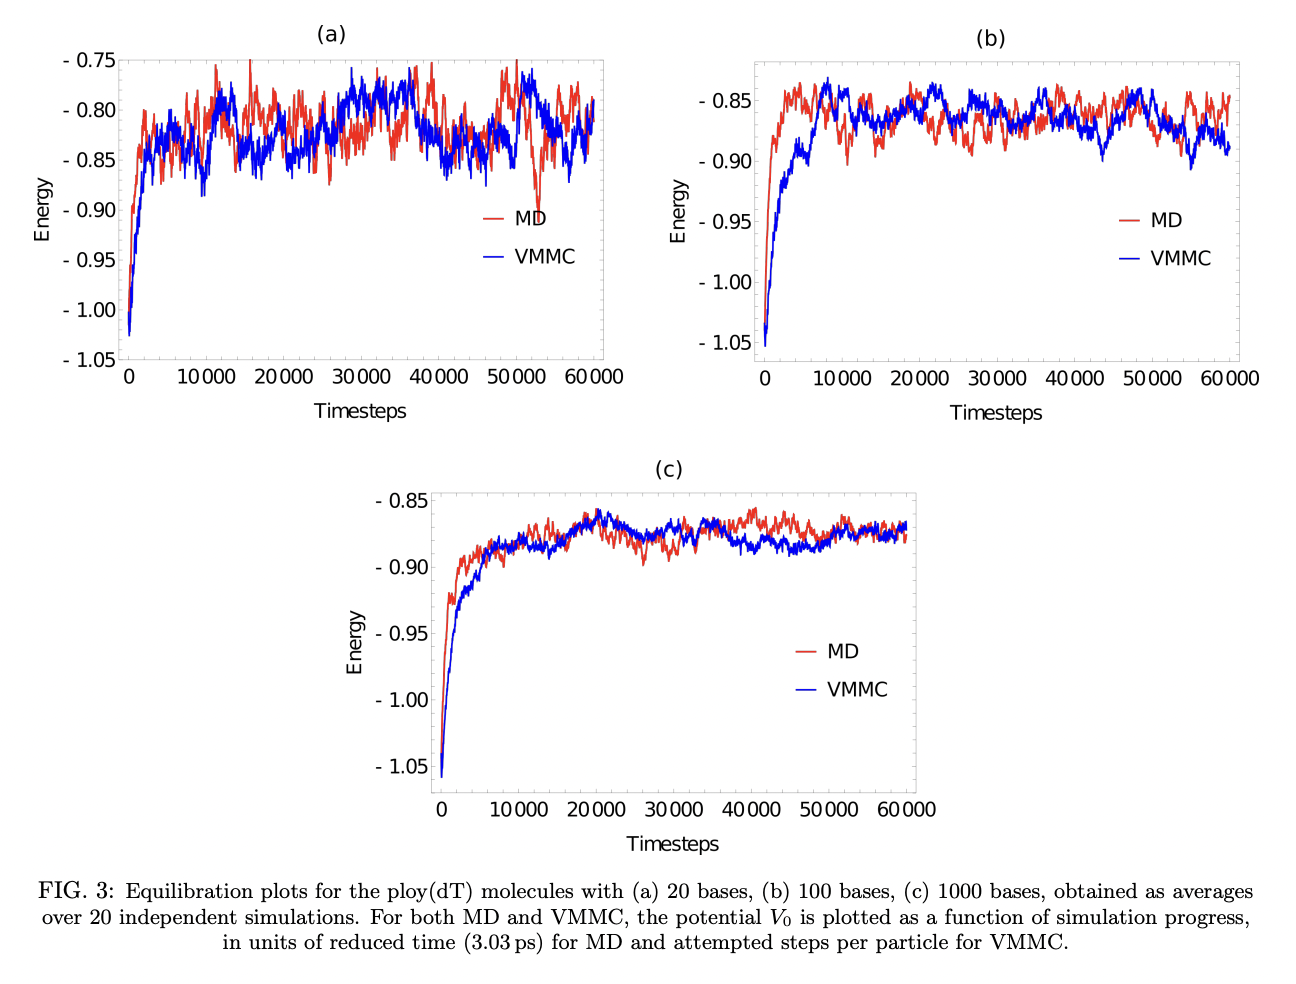 (a)
- 0.75
- 0.80
- 0.85
- 0.90
- 0.95
- 1.00
- 1.05
Energy
MD
VMMC
0 10000 20000 30000 40000 50000 60000
Timesteps
(b)
- 0.85
- 0.90
- 0.95
- 1.00
- 1.05
Energy
MD
VMMC
0 10000 20000 30000 40000 50000 60000
Timesteps
(c)
- 0.85
- 0.90
- 0.95
- 1.00
- 1.05
Energy
MD
VMMC
0 10000 20000 30000 40000 50000 60000
Timesteps
FIG. 3: Equilibration plots for the ploy(dT) molecules with (a) 20 bases, (b) 100 bases, (c) 1000 bases, obtained as averages
over 20 independent simulations. For both MD and VMMC, the potential V₀ is plotted as a function of simulation progress,
in units of reduced time (3.03 ps) for MD and attempted steps per particle for VMMC.